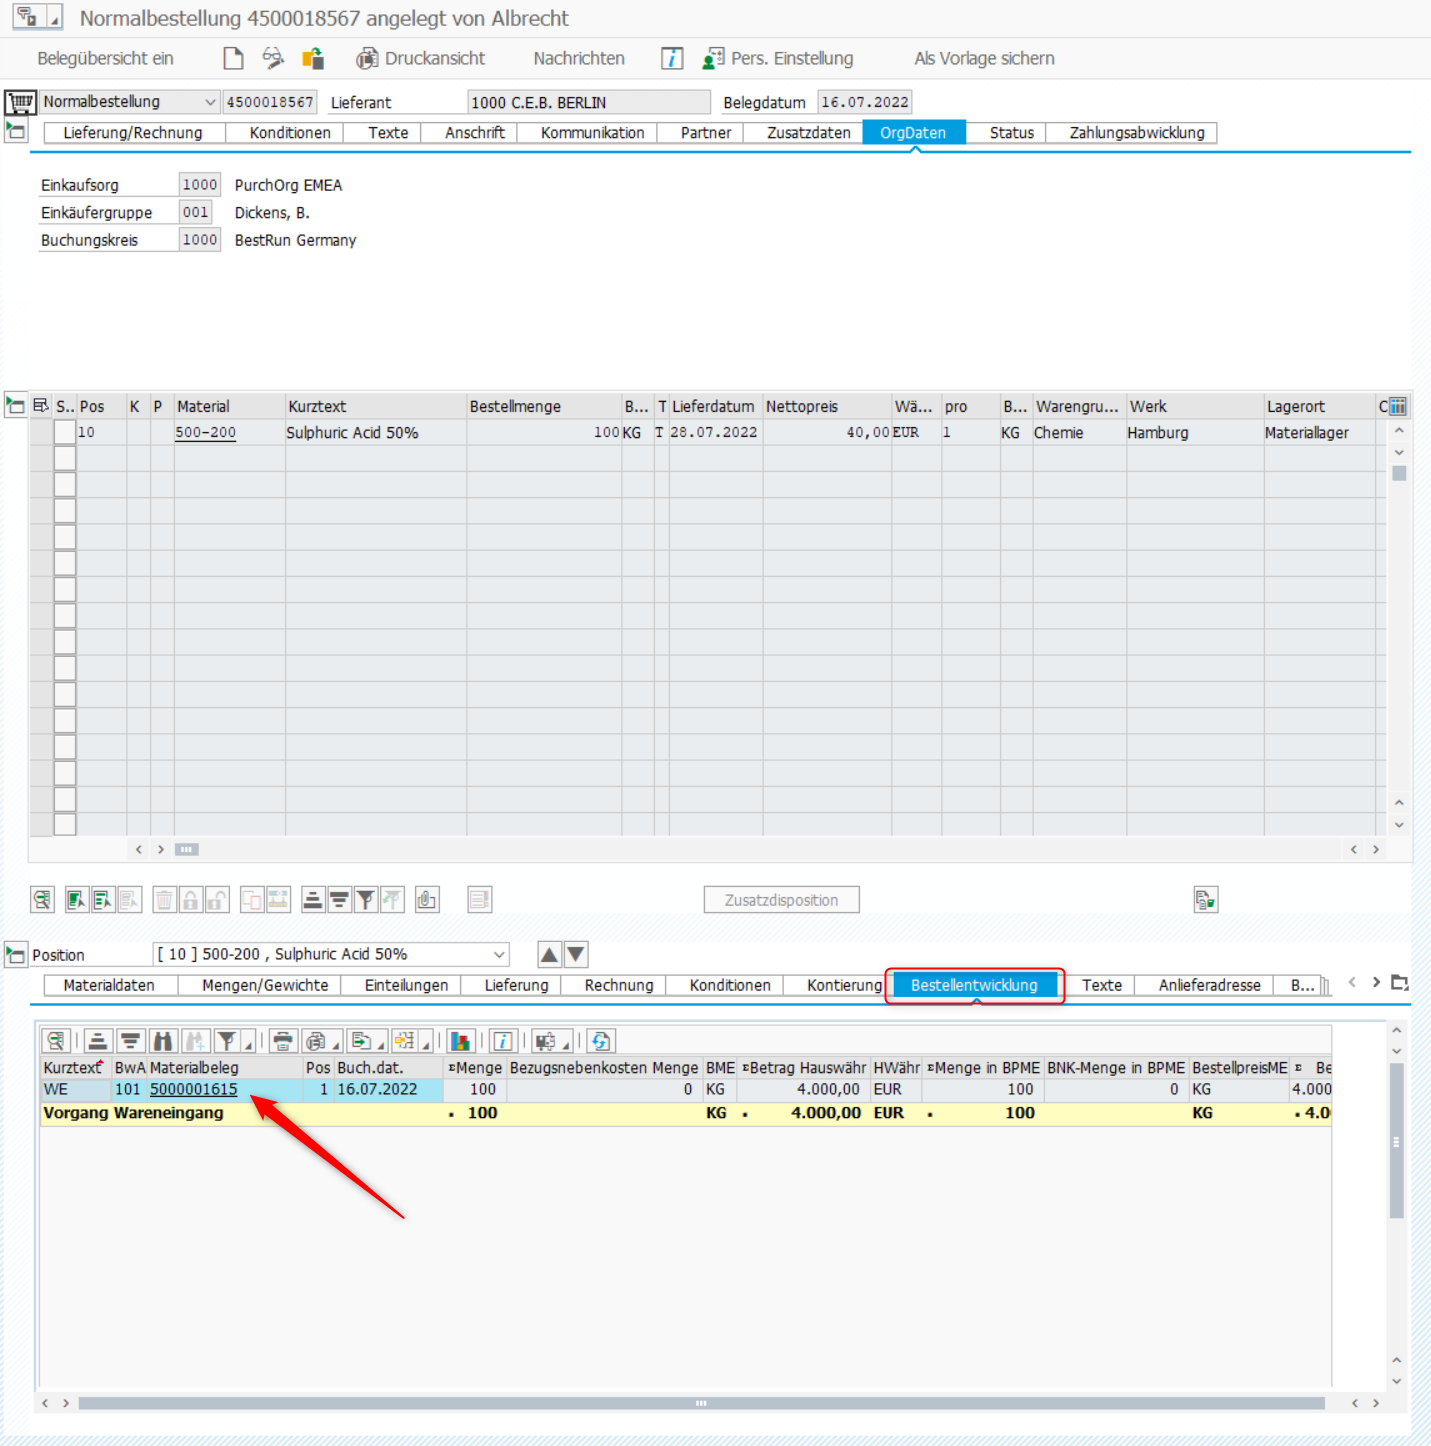 Normalbestellung 4500018567 angelegt von Albrecht
Belegübersicht ein Druckansicht Nachrichten Pers. Einstellung Als Vorlage sichern
Normalbestellung 4500018567 Lieferant 1000 C.E.B. BERLIN Belegdatum 16.07.2022
Lieferung/Rechnung Konditionen Texte Anschrift Kommunikation Partner Zusatzdaten OrgDaten Status Zahlungsabwicklung
Einkaufsorg 1000 PurchOrg EMEA
Einkäufergruppe 001 Dickens, B.
Buchungskreis 1000 BestRun Germany
S.. Pos K P Material Kurztext Bestellmenge B... T Lieferdatum Nettopreis Wä... pro B... Warengru... Werk Lagerort C
10 500-200 Sulphuric Acid 50% 100 KG T 28.07.2022 40,00 EUR 1 KG Chemie Hamburg Materiallager
Zusatzdisposition
Position [ 10 ] 500-200 , Sulphuric Acid 50%
Materialdaten Mengen/Gewichte Einteilungen Lieferung Rechnung Konditionen Kontierung Bestellentwicklung Texte Anlieferadresse B...
Kurztext BwA Materialbeleg Pos Buch.dat. Σ Menge Bezugsnebenkosten Menge BME Σ Betrag Hauswähr HWähr Σ Menge in BPME BNK-Menge in BPME BestellpreisME Σ Be
WE 101 5000001615 1 16.07.2022 100 0 KG 4.000,00 EUR 100 0 KG 4.000
Vorgang Wareneingang ▪ 100 KG ▪ 4.000,00 EUR ▪ 100 KG ▪ 4.0